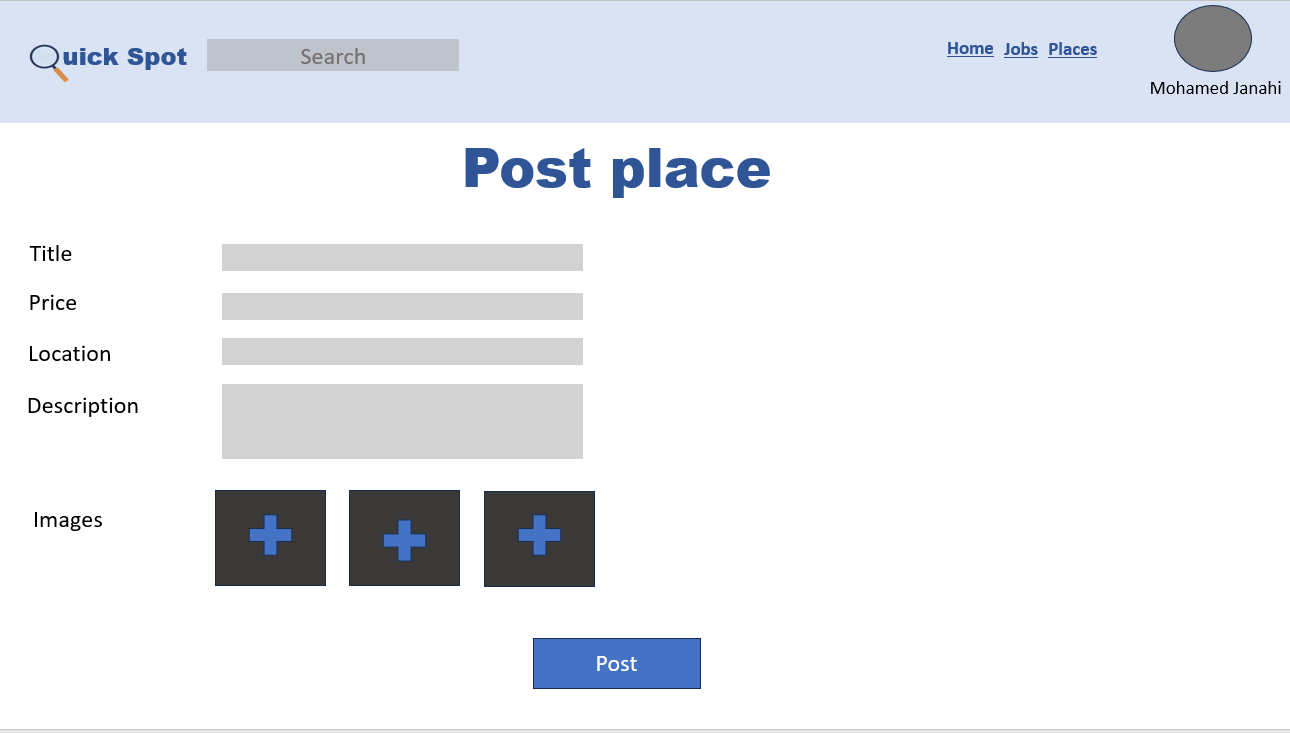 Quick Spot
Search
Home Jobs Places
Mohamed Janahi
Post place
Title
Price
Location
Description
Images
Post